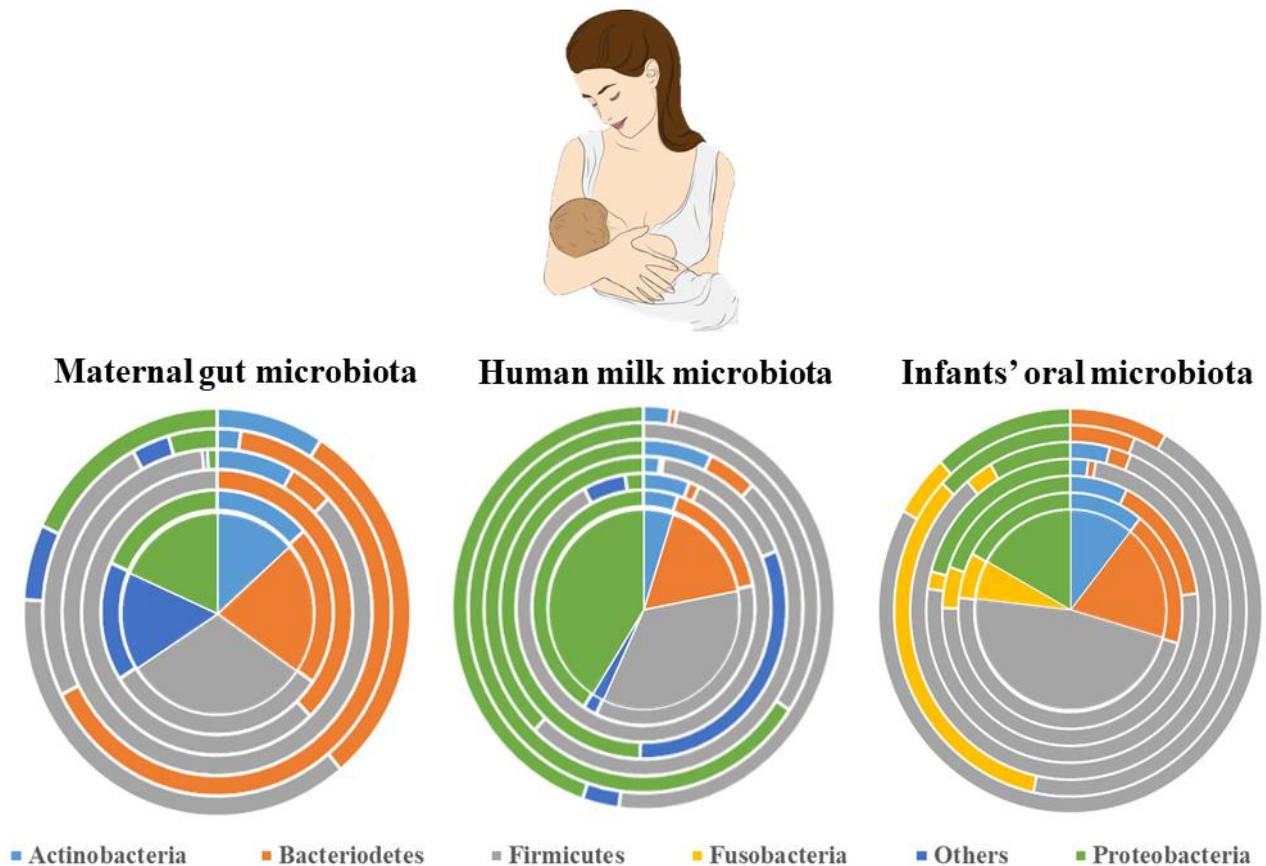 Maternal gut microbiota
Human milk microbiota
Infants' oral microbiota
Actinobacteria
Bacteriodetes
Firmicutes
Fusobacteria
Others
Proteobacteria